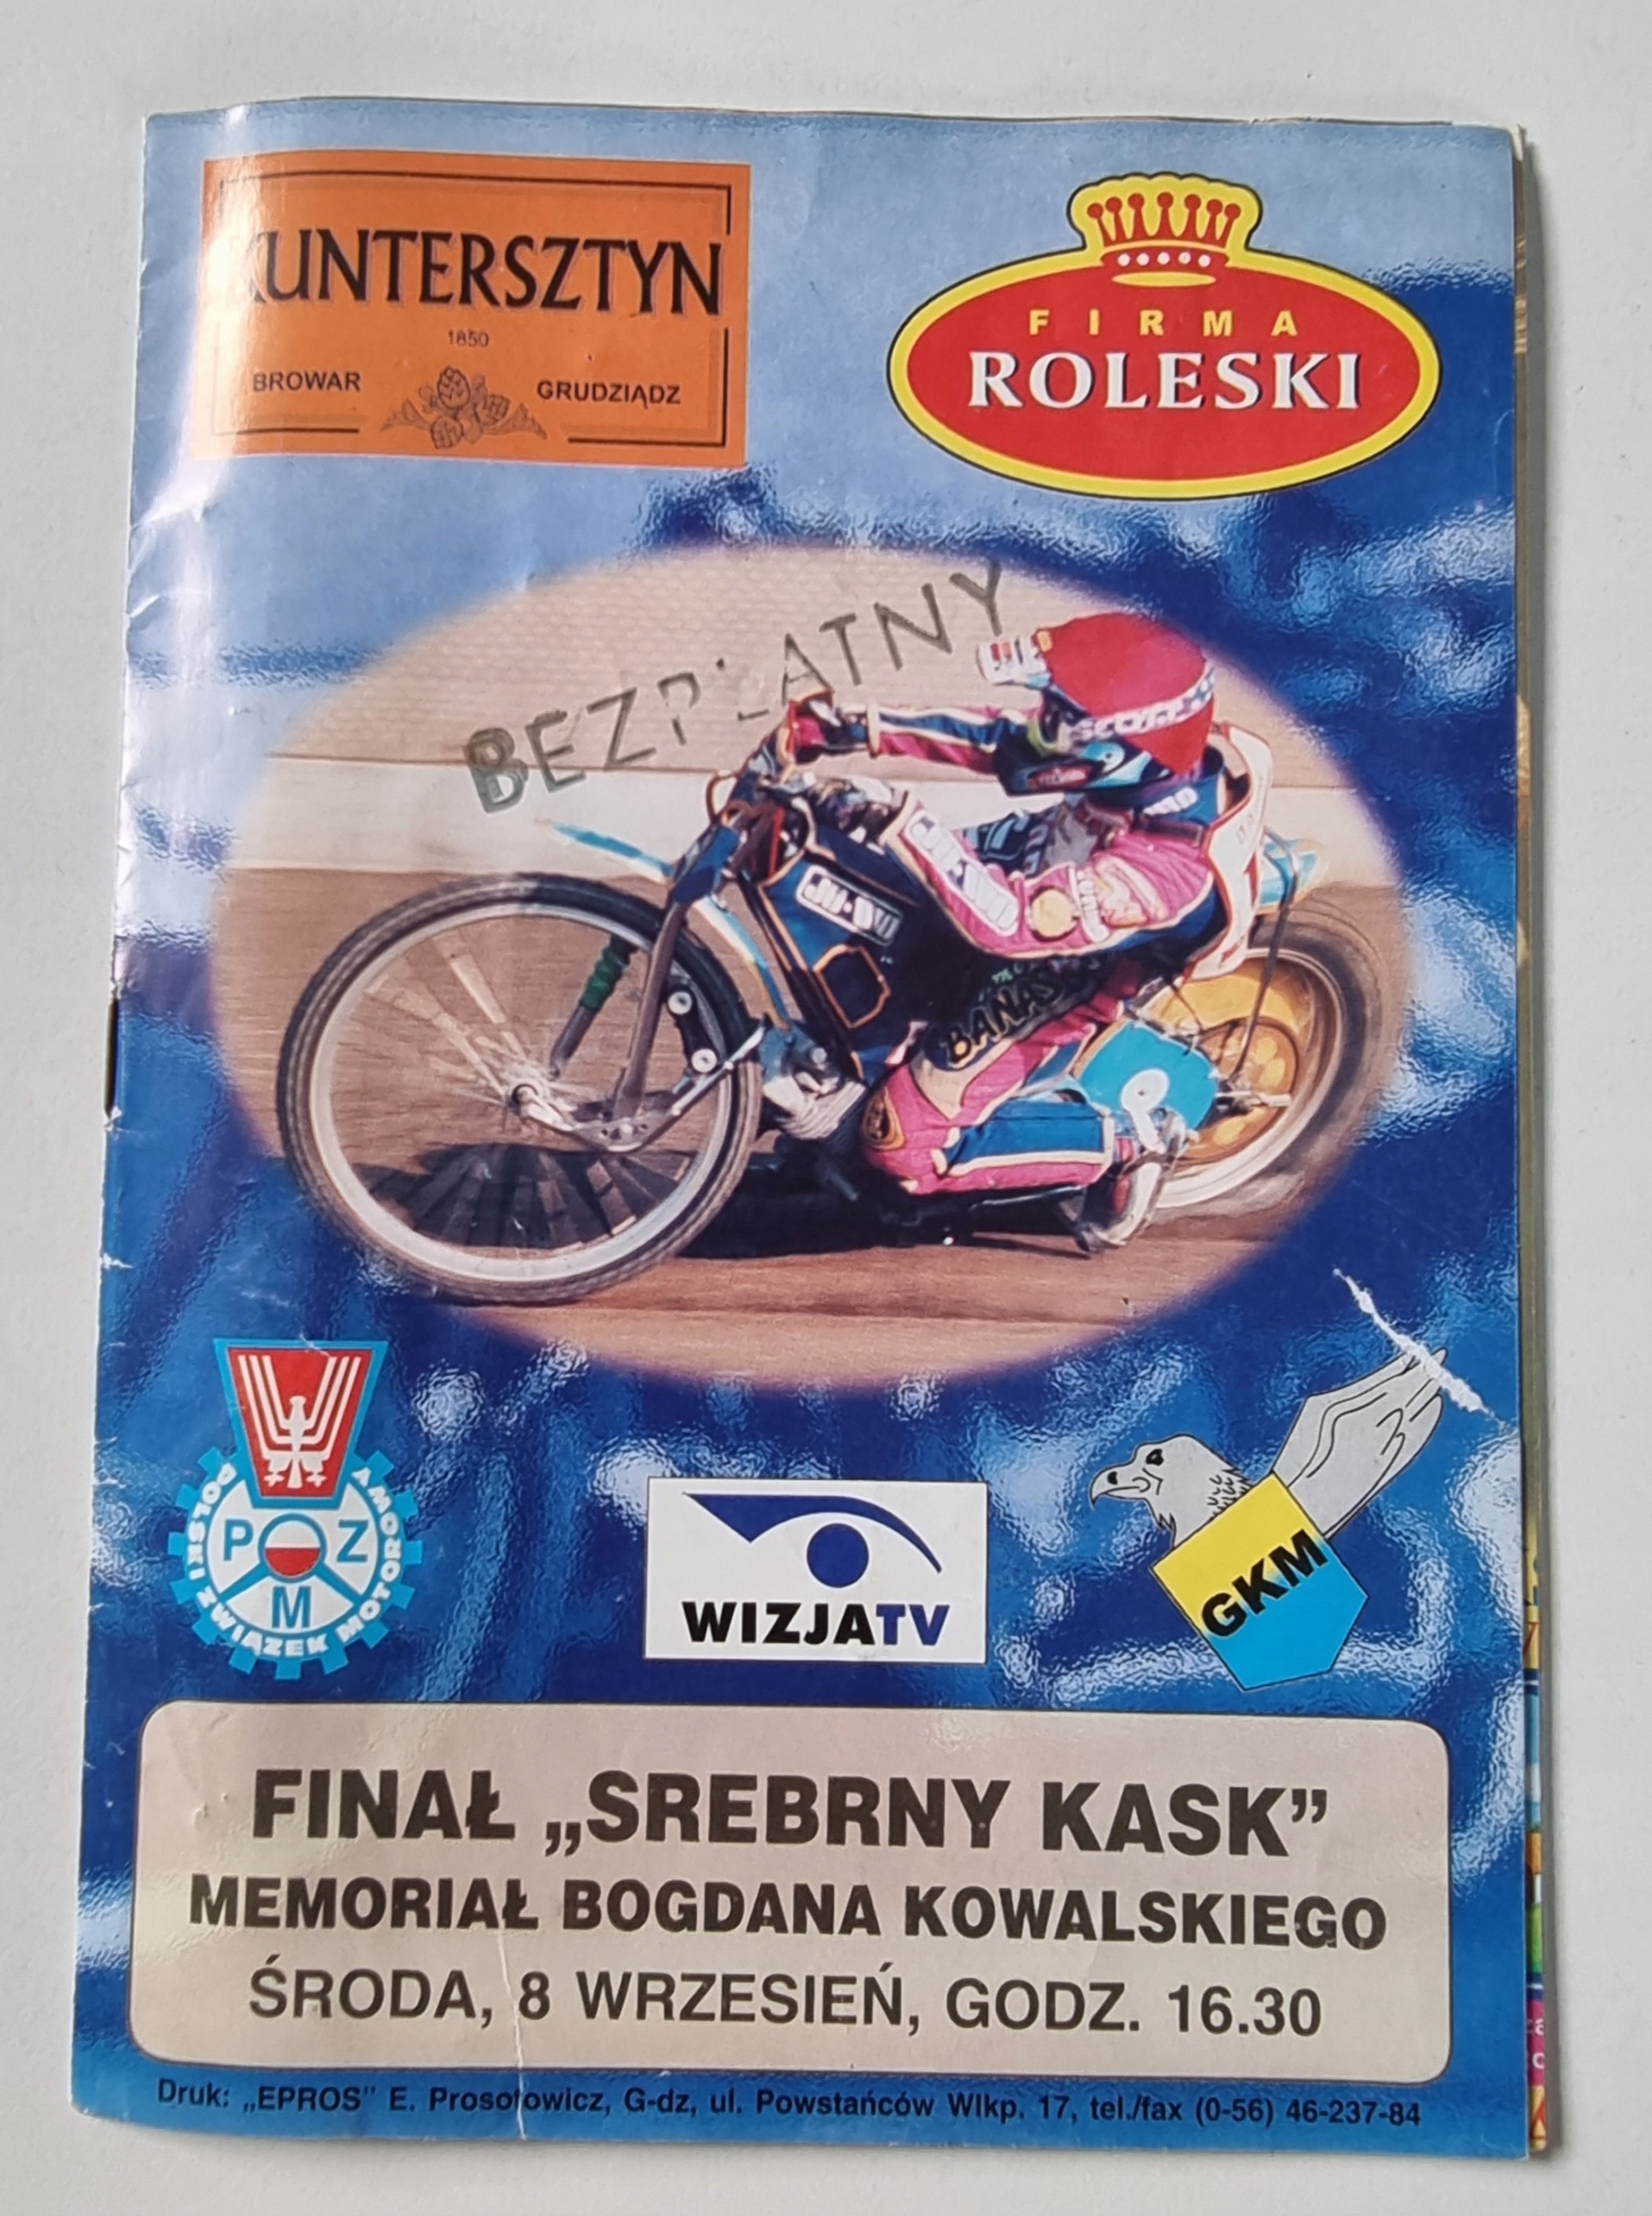 KUNTERSZTYN
1850
BROWAR GRUDZIĄDZ
FIRMA
ROLESKI
BEZPŁATNY
SCOTT
BANAS
POLSKI ZWIĄZEK MOTOROWY
P Z
M
WIZJATV
GKM
FINAŁ „SREBRNY KASK”
MEMORIAŁ BOGDANA KOWALSKIEGO
ŚRODA, 8 WRZESIEŃ, GODZ. 16.30
Druk: „EPROS” E. Prosołowicz, G-dz, ul. Powstańców Wlkp. 17, tel./fax (0-56) 46-237-84